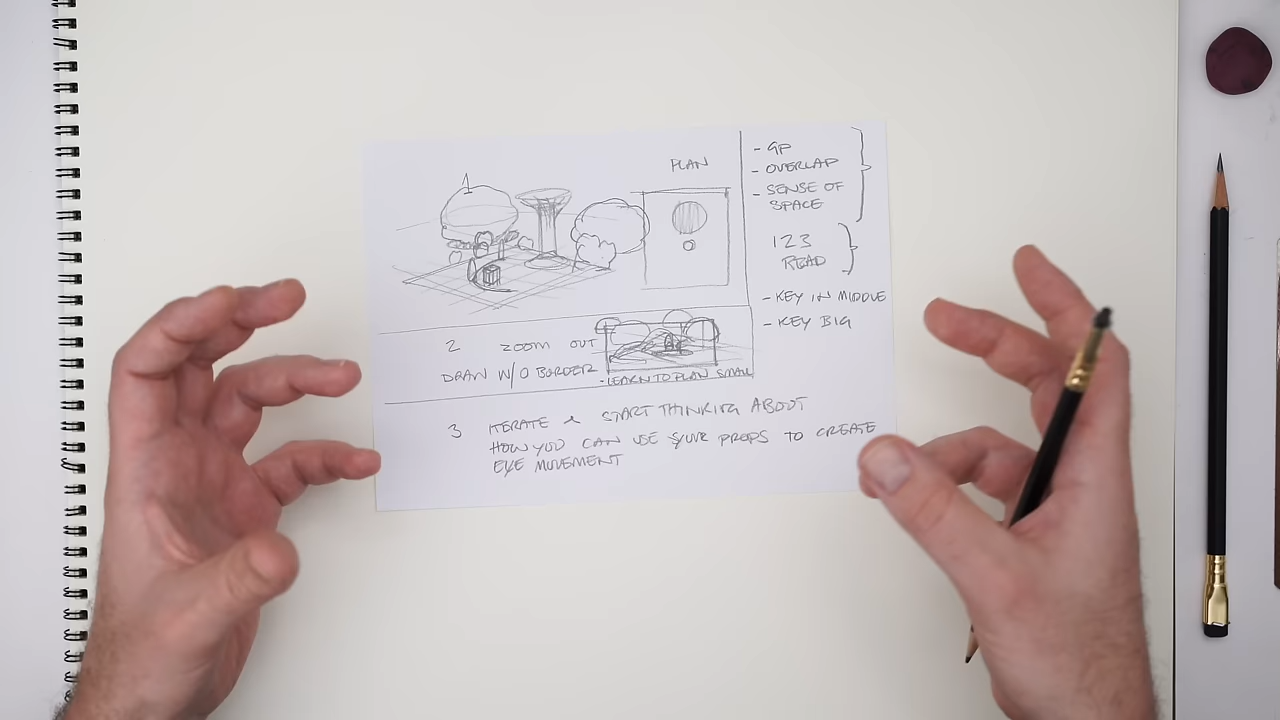 PLAN
- GP
- OVERLAP
- SENSE OF
SPACE
123
READ
- KEY IN MIDDLE
- KEY BIG
2 ZOOM OUT
DRAW W/O BORDER
- LEARN TO PLAN SMALL
3 ITERATE & START THINKING ABOUT
HOW YOU CAN USE YOUR PROPS TO CREATE
EYE MOVEMENT